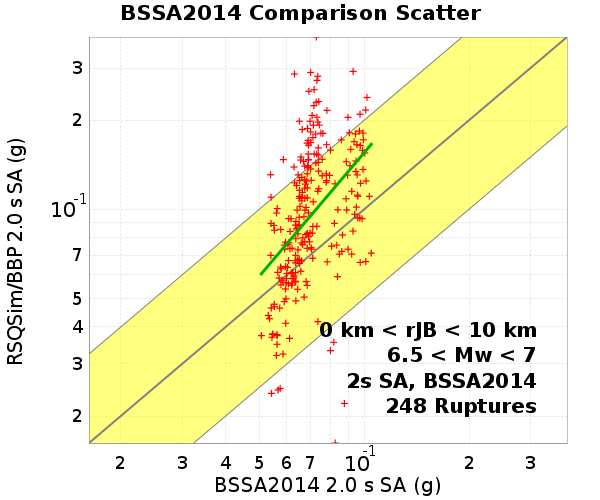 BSSA2014 Comparison Scatter
RSQSim/BBP 2.0 s SA (g)
3
2
10⁻¹
7
5
4
3
2
0 km < rJB < 10 km
6.5 < Mw < 7
2s SA, BSSA2014
248 Ruptures
2 3 4 5 6 7 10⁻¹ 2 3
BSSA2014 2.0 s SA (g)